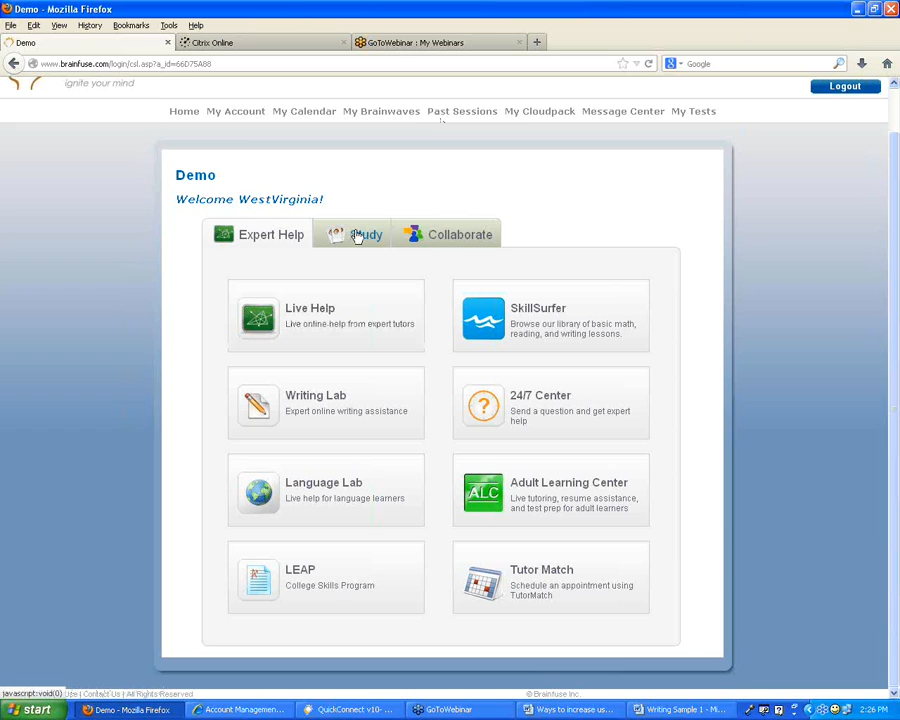 Demo - Mozilla Firefox
File Edit View History Bookmarks Tools Help
Demo
Citrix Online
GoToWebinar : My Webinars
www.brainfuse.com/login/csl.asp?a_id=66D75A88
Google
ignite your mind
Logout
Home My Account My Calendar My Brainwaves Past Sessions My Cloudpack Message Center My Tests
Demo
Welcome WestVirginia!
Expert Help
Study
Collaborate
Live Help
Live online help from expert tutors
SkillSurfer
Browse our library of basic math,
reading, and writing lessons.
Writing Lab
Expert online writing assistance
24/7 Center
Send a question and get expert
help
Language Lab
Live help for language learners
ALC
Adult Learning Center
Live tutoring, resume assistance,
and test prep for adult learners
LEAP
College Skills Program
Tutor Match
Schedule an appointment using
TutorMatch
javascript:void(0)
Use | Contact Us | All Rights Reserved
© Brainfuse Inc.
start
Demo - Mozilla Firefox
Account Managemen...
QuickConnect v10-...
GoToWebinar
Ways to increase us...
Writing Sample 1 - Mi...
2:26 PM